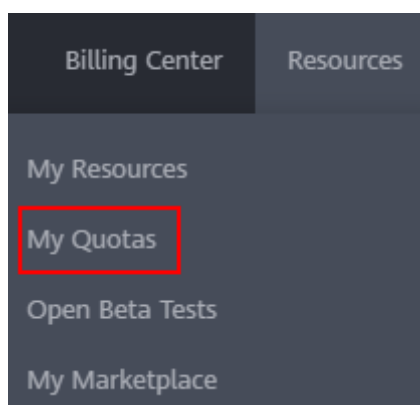 Billing Center Resources
My Resources
My Quotas
Open Beta Tests
My Marketplace